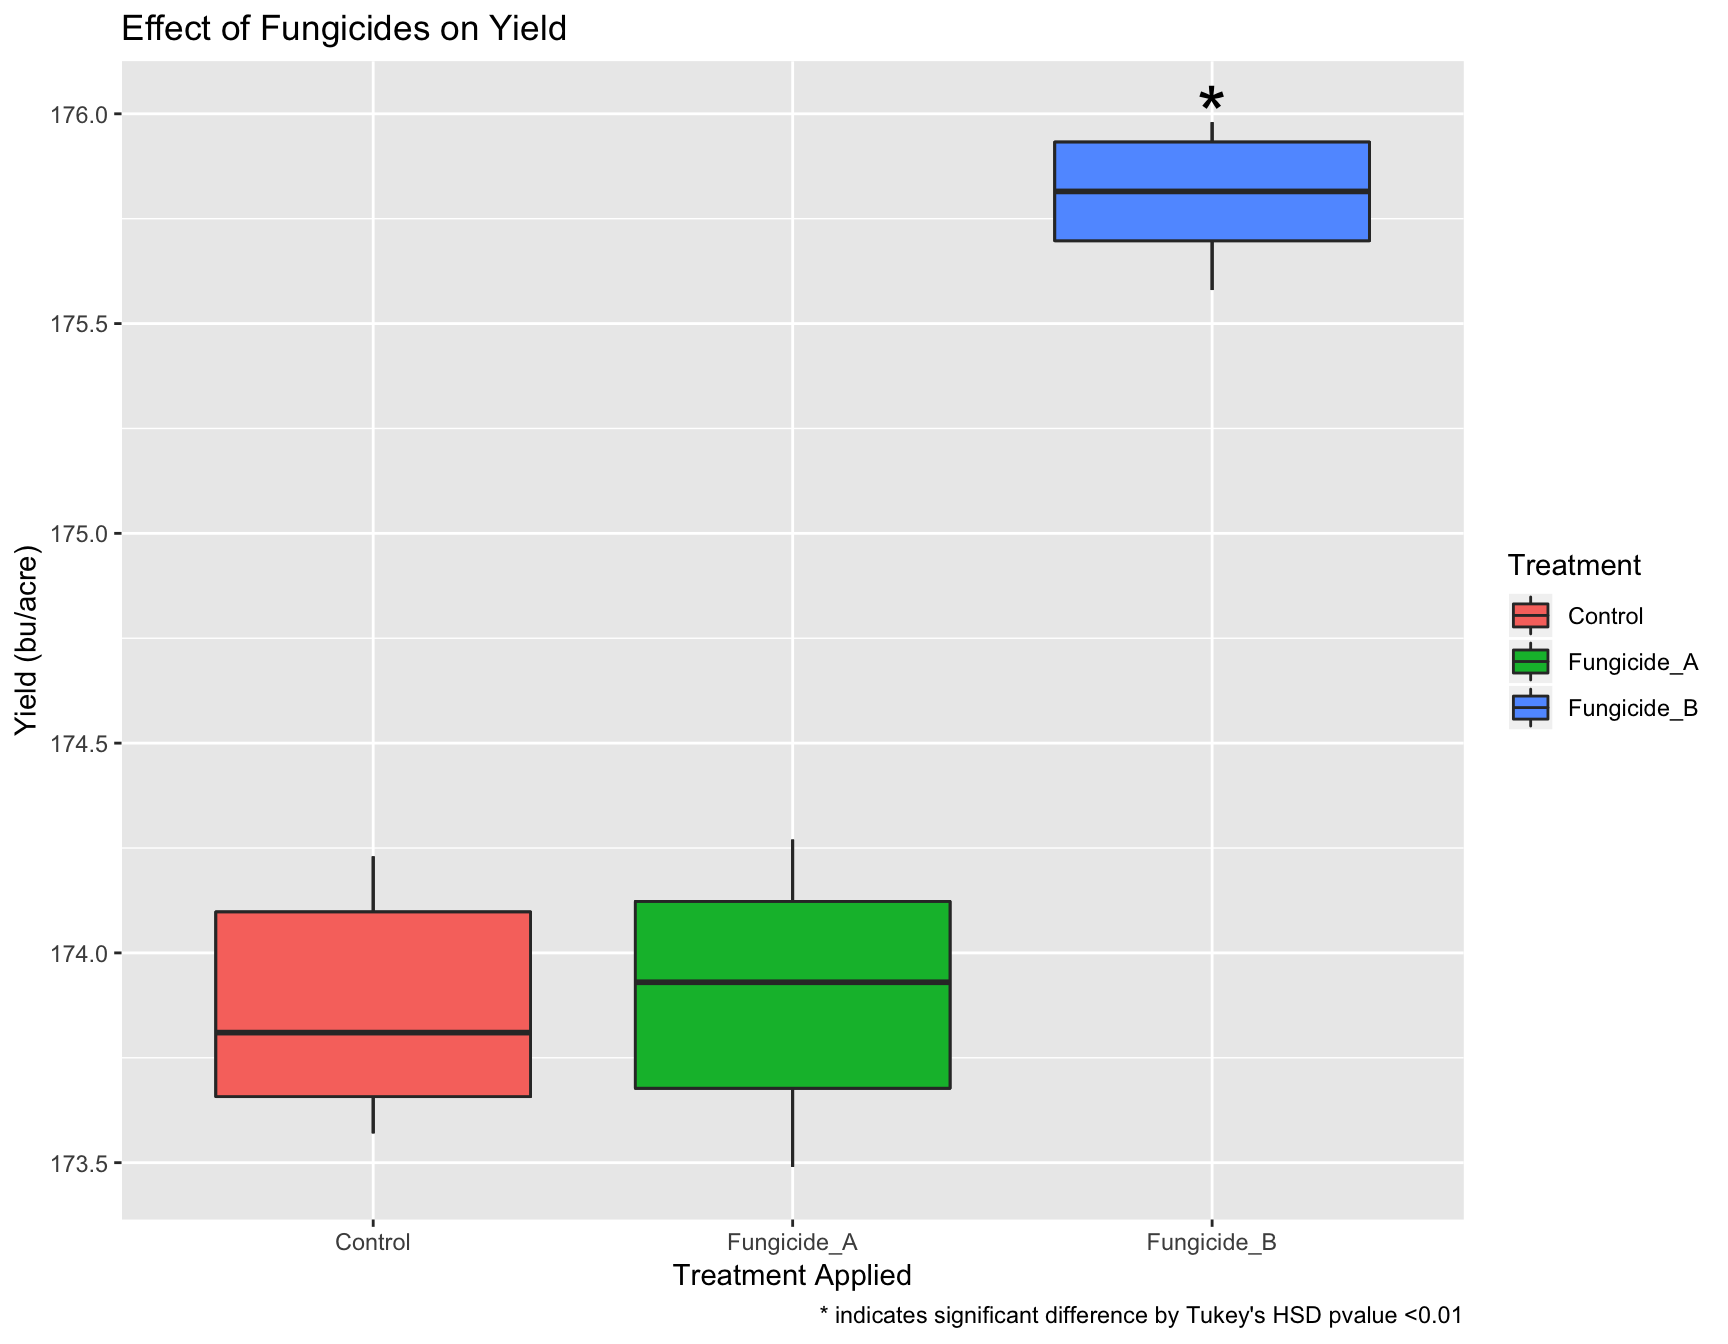 Effect of Fungicides on Yield
*
176.0
175.5
175.0
174.5
174.0
173.5
Yield (bu/acre)
Control
Fungicide_A
Fungicide_B
Treatment Applied
* indicates significant difference by Tukey's HSD pvalue <0.01
Treatment
Control
Fungicide_A
Fungicide_B